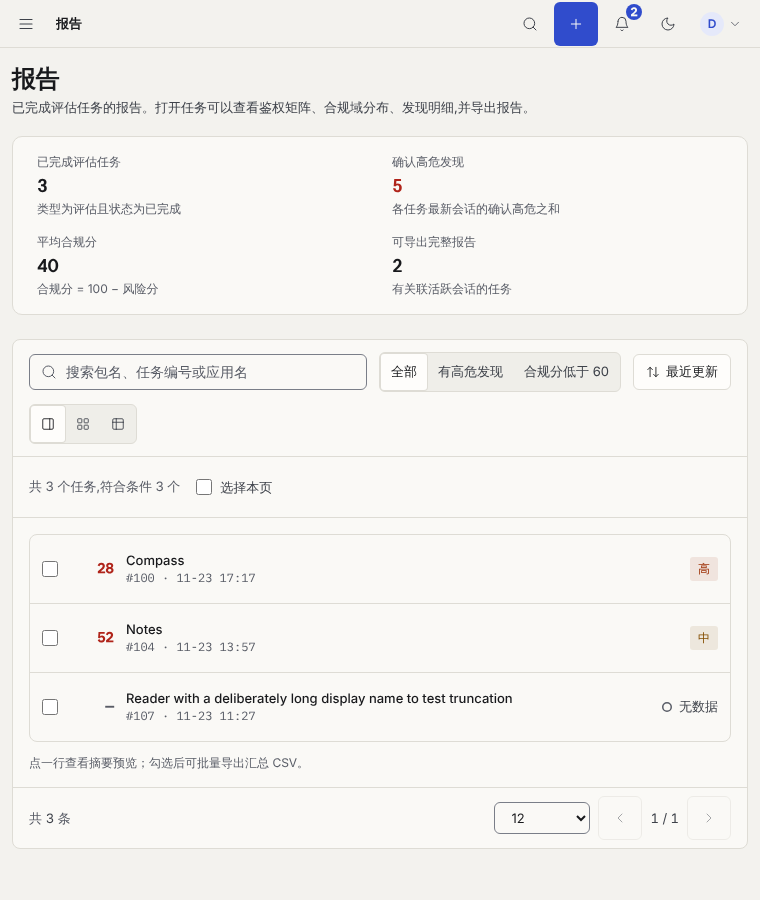 报告
2
D
报告
已完成评估任务的报告。打开任务可以查看鉴权矩阵、合规域分布、发现明细,并导出报告。
已完成评估任务
3
类型为评估且状态为已完成
确认高危发现
5
各任务最新会话的确认高危之和
平均合规分
40
合规分 = 100 − 风险分
可导出完整报告
2
有关联活跃会话的任务
搜索包名、任务编号或应用名
全部 有高危发现 合规分低于 60
最近更新
共 3 个任务,符合条件 3 个
选择本页
28
Compass
#100 · 11-23 17:17
高
52
Notes
#104 · 11-23 13:57
中
—
Reader with a deliberately long display name to test truncation
#107 · 11-23 11:27
无数据
点一行查看摘要预览；勾选后可批量导出汇总 CSV。
共 3 条
12
1 / 1